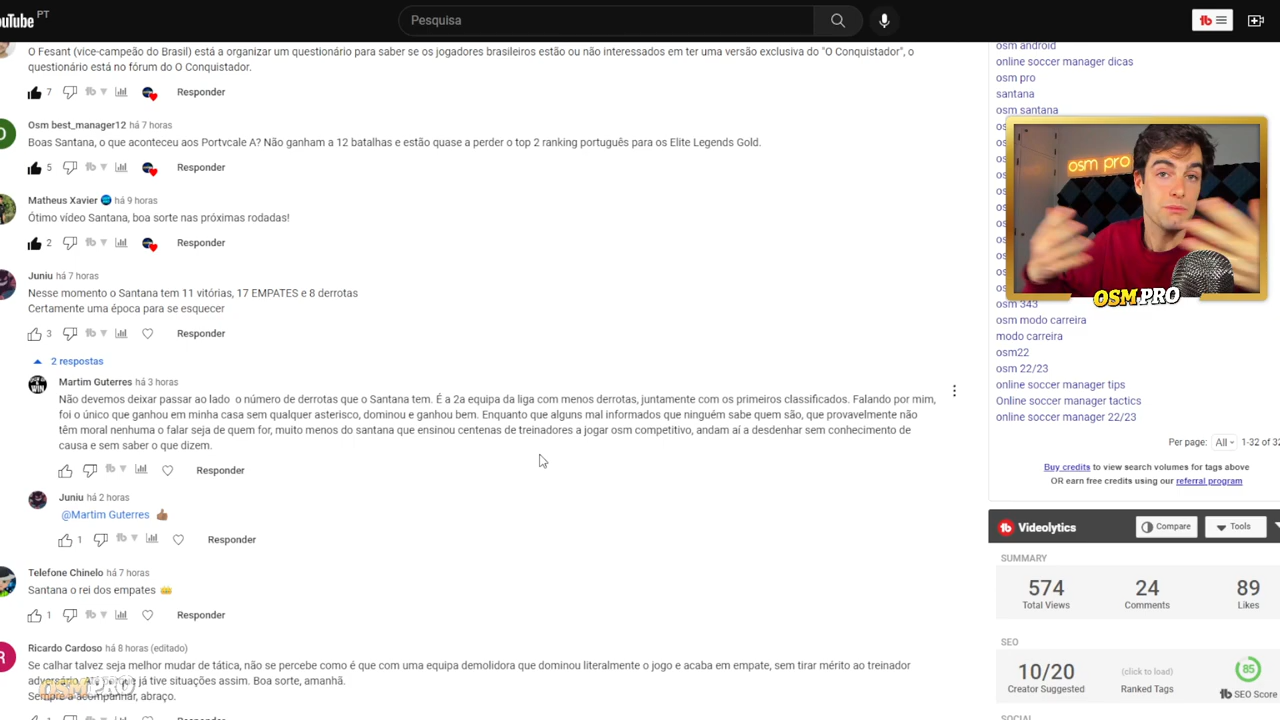 ouTube PT
Pesquisa
O Fesant (vice-campeão do Brasil) está a organizar um questionário para saber se os jogadores brasileiros estão ou não interessados em ter uma versão exclusiva do "O Conquistador", o
questionário está no fórum do O Conquistador.
7
Responder
Osm best_manager12 há 7 horas
Boas Santana, o que aconteceu aos Portvcale A? Não ganham a 12 batalhas e estão quase a perder o top 2 ranking português para os Elite Legends Gold.
5
Responder
Matheus Xavier há 9 horas
Ótimo vídeo Santana, boa sorte nas próximas rodadas!
2
Responder
Juniu há 7 horas
Nesse momento o Santana tem 11 vitórias, 17 EMPATES e 8 derrotas
Certamente uma época para se esquecer
3
Responder
2 respostas
Martim Guterres há 3 horas
Não devemos deixar passar ao lado o número de derrotas que o Santana tem. É a 2a equipa da liga com menos derrotas, juntamente com os primeiros classificados. Falando por mim,
foi o único que ganhou em minha casa sem qualquer asterisco, dominou e ganhou bem. Enquanto que alguns mal informados que ninguém sabe quem são, que provavelmente não
têm moral nenhuma o falar seja de quem for, muito menos do santana que ensinou centenas de treinadores a jogar osm competitivo, andam aí a desdenhar sem conhecimento de
causa e sem saber o que dizem.
Responder
Juniu há 2 horas
@Martim Guterres
1
Responder
Telefone Chinelo há 7 horas
Santana o rei dos empates
1
Responder
Ricardo Cardoso há 8 horas (editado)
Se calhar talvez seja melhor mudar de tática, não se percebe como é que com uma equipa demolidora que dominou literalmente o jogo e acaba em empate, sem tirar mérito ao treinador
adversário. já tive situações assim. Boa sorte, amanhã.
Sempre a acompanhar, abraço.
OSM PRO
osm android
online soccer manager dicas
osm pro
santana
osm santana
osm pro
OSM PRO
osm 343
osm modo carreira
modo carreira
osm22
osm 22/23
online soccer manager tips
Online soccer manager tactics
online soccer manager 22/23
Per page: All 1-32 of 32
Buy credits to view search volumes for tags above
OR earn free credits using our referral program
tb Videolytics
Compare
Tools
SUMMARY
574 24 89
Total Views Comments Likes
SEO
10/20 (click to load) 85
Creator Suggested Ranked Tags tb SEO Score